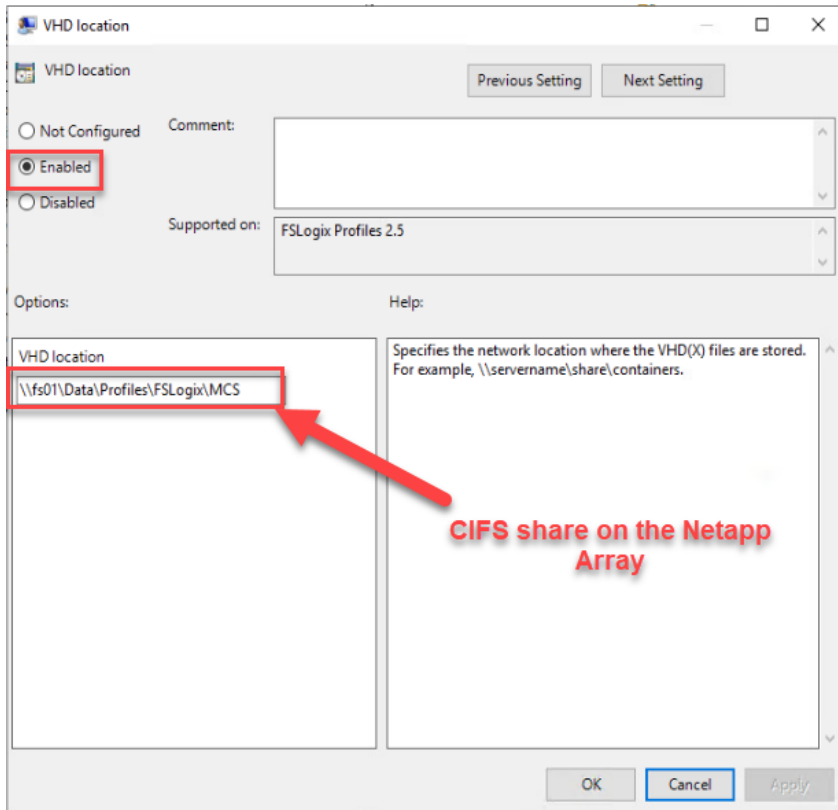 VHD location
VHD location
Previous Setting
Next Setting
Not Configured
Comment:
Enabled
Disabled
Supported on:
FSLogix Profiles 2.5
Options:
Help:
VHD location
\\fs01\Data\Profiles\FSLogix\MCS
Specifies the network location where the VHD(X) files are stored.
For example, \\servername\share\containers.
CIFS share on the Netapp
Array
OK
Cancel
Apply